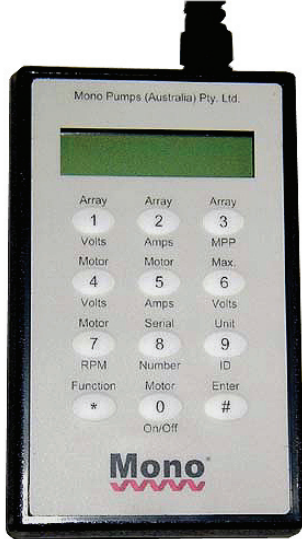 Mono Pumps (Australia) Pty. Ltd.
Array Array Array
1 2 3
Volts Amps MPP
Motor Motor Max.
4 5 6
Volts Amps Volts
Motor Serial Unit
7 8 9
RPM Number ID
Function Motor Enter
* 0 #
On/Off
Mono